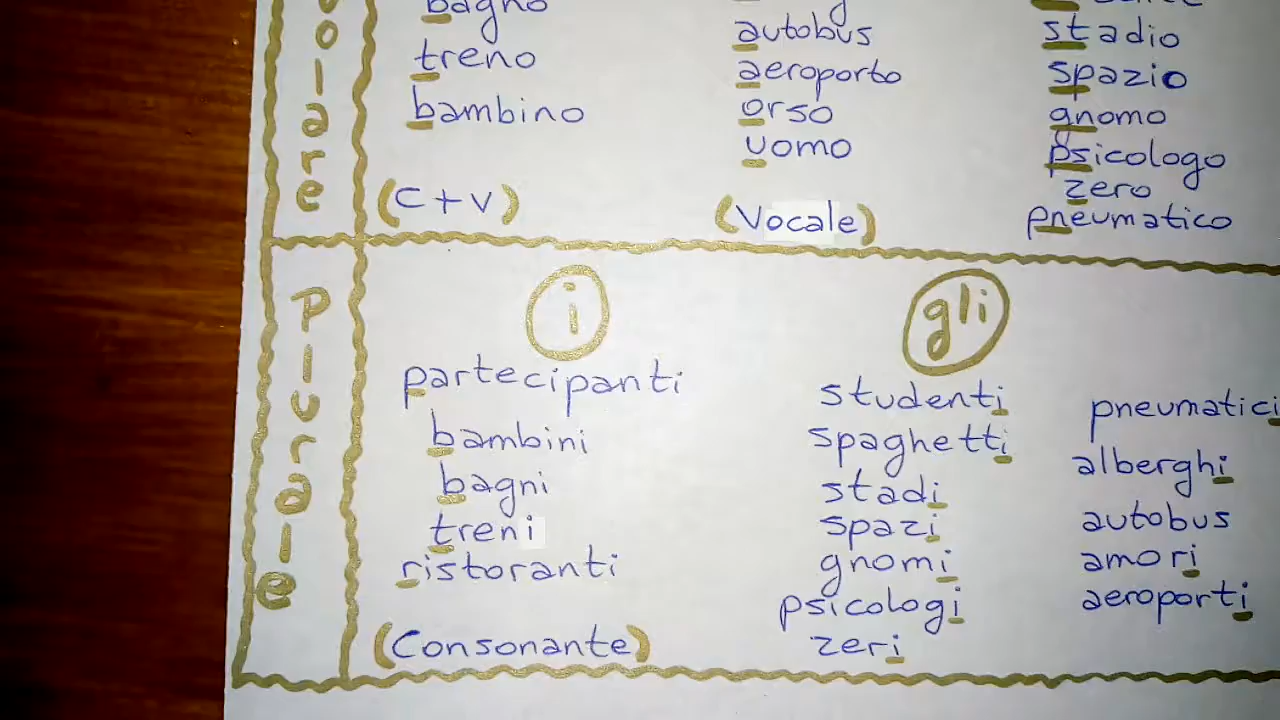 bagno
treno
bambino
(C+V)
autobus
aeroporto
orso
uomo
(Vocale)
stadio
spazio
gnomo
psicologo
zero
pneumatico
Plurale
i
partecipanti
bambini
bagni
treni
ristoranti
(Consonante)
gli
studenti
spaghetti
stadi
spazi
gnomi
psicologi
zeri
pneumatici
alberghi
autobus
amori
aeroporti